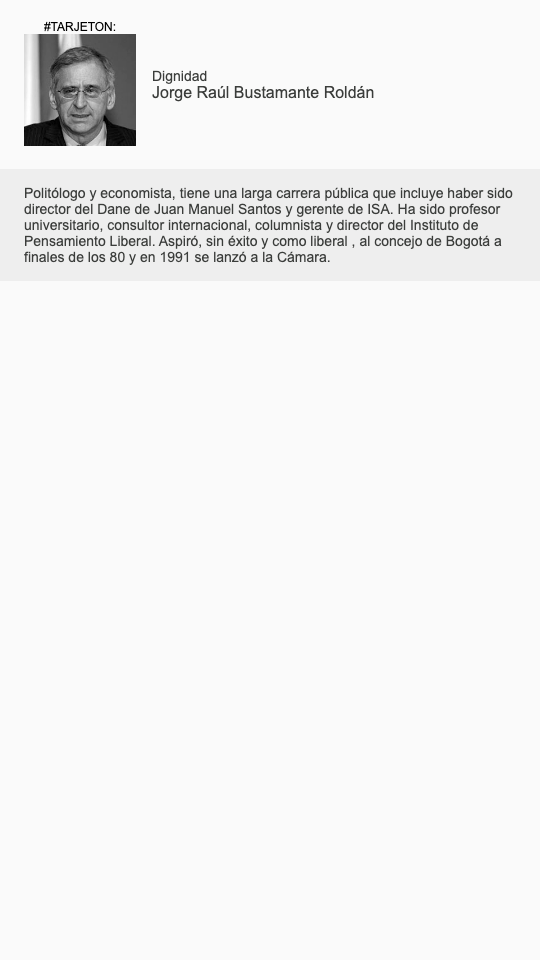 #TARJETON:
Dignidad
Jorge Raúl Bustamante Roldán
Politólogo y economista, tiene una larga carrera pública que incluye haber sido
director del Dane de Juan Manuel Santos y gerente de ISA. Ha sido profesor
universitario, consultor internacional, columnista y director del Instituto de
Pensamiento Liberal. Aspiró, sin éxito y como liberal , al concejo de Bogotá a
finales de los 80 y en 1991 se lanzó a la Cámara.